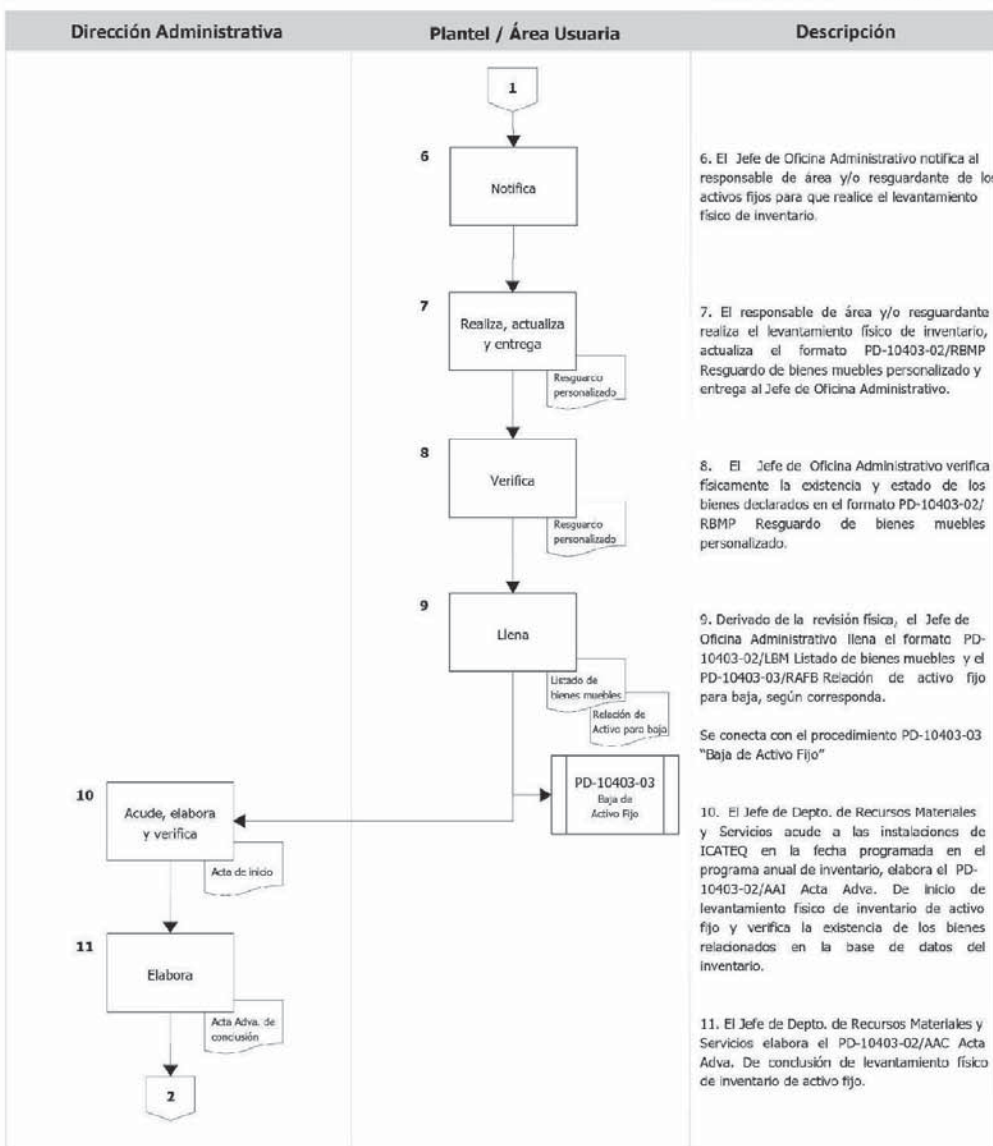 Dirección Administrativa
Plantel / Área Usuaria
Descripción
1
6
Notifica
6. El Jefe de Oficina Administrativo notifica al
responsable de área y/o resguardante de los
activos fijos para que realice el levantamiento
físico de inventario.
7
Realiza, actualiza
y entrega
Resguardo
personalizado
7. El responsable de área y/o resguardante
realiza el levantamiento físico de inventario,
actualiza el formato PD-10403-02/RBMP
Resguardo de bienes muebles personalizado y
entrega al Jefe de Oficina Administrativo.
8
Verifica
Resguardo
personalizado
8. El Jefe de Oficina Administrativo verifica
físicamente la existencia y estado de los
bienes declarados en el formato PD-10403-02/
RBMP Resguardo de bienes muebles
personalizado.
9
Llena
Listado de
bienes muebles
Relación de
Activo para baja
9. Derivado de la revisión física, el Jefe de
Oficina Administrativo llena el formato PD-
10403-02/LBM Listado de bienes muebles y el
PD-10403-03/RAFB Relación de activo fijo
para baja, según corresponda.
Se conecta con el procedimiento PD-10403-03
"Baja de Activo Fijo"
PD-10403-03
Baja de
Activo Fijo
10
Acude, elabora
y verifica
Acta de inicio
10. El Jefe de Depto. de Recursos Materiales
y Servicios acude a las instalaciones de
ICATEQ en la fecha programada en el
programa anual de inventario, elabora el PD-
10403-02/AAI Acta Adva. De inicio de
levantamiento físico de inventario de activo
fijo y verifica la existencia de los bienes
relacionados en la base de datos del
inventario.
11
Elabora
Acta Adva. de
conclusión
11. El Jefe de Depto. de Recursos Materiales y
Servicios elabora el PD-10403-02/AAC Acta
Adva. De conclusión de levantamiento físico
de inventario de activo fijo.
2